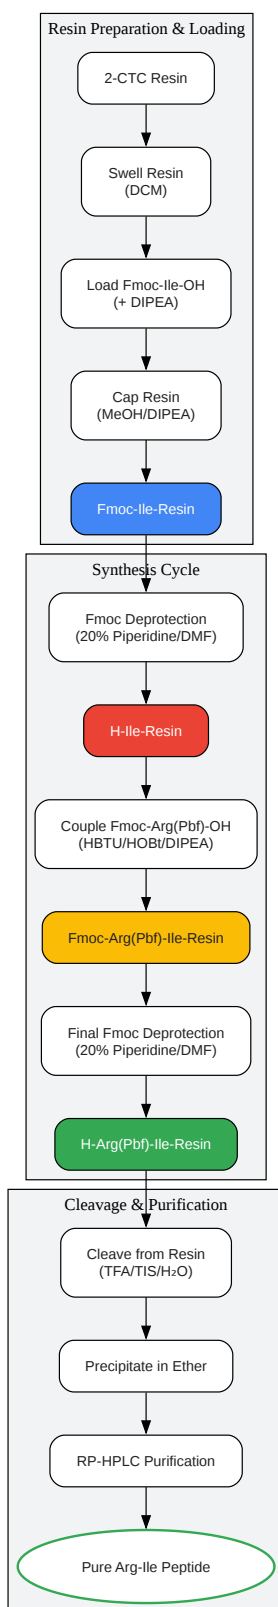 Resin Preparation & Loading
2-CTC Resin
Swell Resin
(DCM)
Load Fmoc-Ile-OH
(+ DIPEA)
Cap Resin
(MeOH/DIPEA)
Fmoc-Ile-Resin
Synthesis Cycle
Fmoc Deprotection
(20% Piperidine/DMF)
H-Ile-Resin
Couple Fmoc-Arg(Pbf)-OH
(HBTU/HOBt/DIPEA)
Fmoc-Arg(Pbf)-Ile-Resin
Final Fmoc Deprotection
(20% Piperidine/DMF)
H-Arg(Pbf)-Ile-Resin
Cleavage & Purification
Cleave from Resin
(TFA/TIS/H₂O)
Precipitate in Ether
RP-HPLC Purification
Pure Arg-Ile Peptide